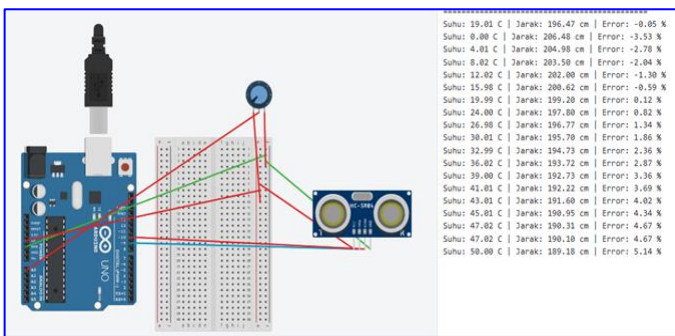 Suhu: 19.01 C | Jarak: 196.47 cm | Error: -0.05 %
Suhu: 0.00 C | Jarak: 206.48 cm | Error: -3.53 %
Suhu: 4.01 C | Jarak: 204.98 cm | Error: -2.78 %
Suhu: 8.02 C | Jarak: 203.50 cm | Error: -2.04 %
Suhu: 12.02 C | Jarak: 202.00 cm | Error: -1.30 %
Suhu: 15.98 C | Jarak: 200.62 cm | Error: -0.59 %
Suhu: 19.99 C | Jarak: 199.20 cm | Error: 0.12 %
Suhu: 24.00 C | Jarak: 197.80 cm | Error: 0.82 %
Suhu: 26.98 C | Jarak: 196.77 cm | Error: 1.34 %
Suhu: 30.01 C | Jarak: 195.70 cm | Error: 1.86 %
Suhu: 32.99 C | Jarak: 194.73 cm | Error: 2.36 %
Suhu: 36.02 C | Jarak: 193.72 cm | Error: 2.87 %
Suhu: 39.00 C | Jarak: 192.73 cm | Error: 3.36 %
Suhu: 41.01 C | Jarak: 192.22 cm | Error: 3.69 %
Suhu: 43.01 C | Jarak: 191.60 cm | Error: 4.02 %
Suhu: 45.01 C | Jarak: 190.95 cm | Error: 4.34 %
Suhu: 47.02 C | Jarak: 190.31 cm | Error: 4.67 %
Suhu: 47.02 C | Jarak: 190.10 cm | Error: 4.67 %
Suhu: 50.00 C | Jarak: 189.18 cm | Error: 5.14 %
UNO